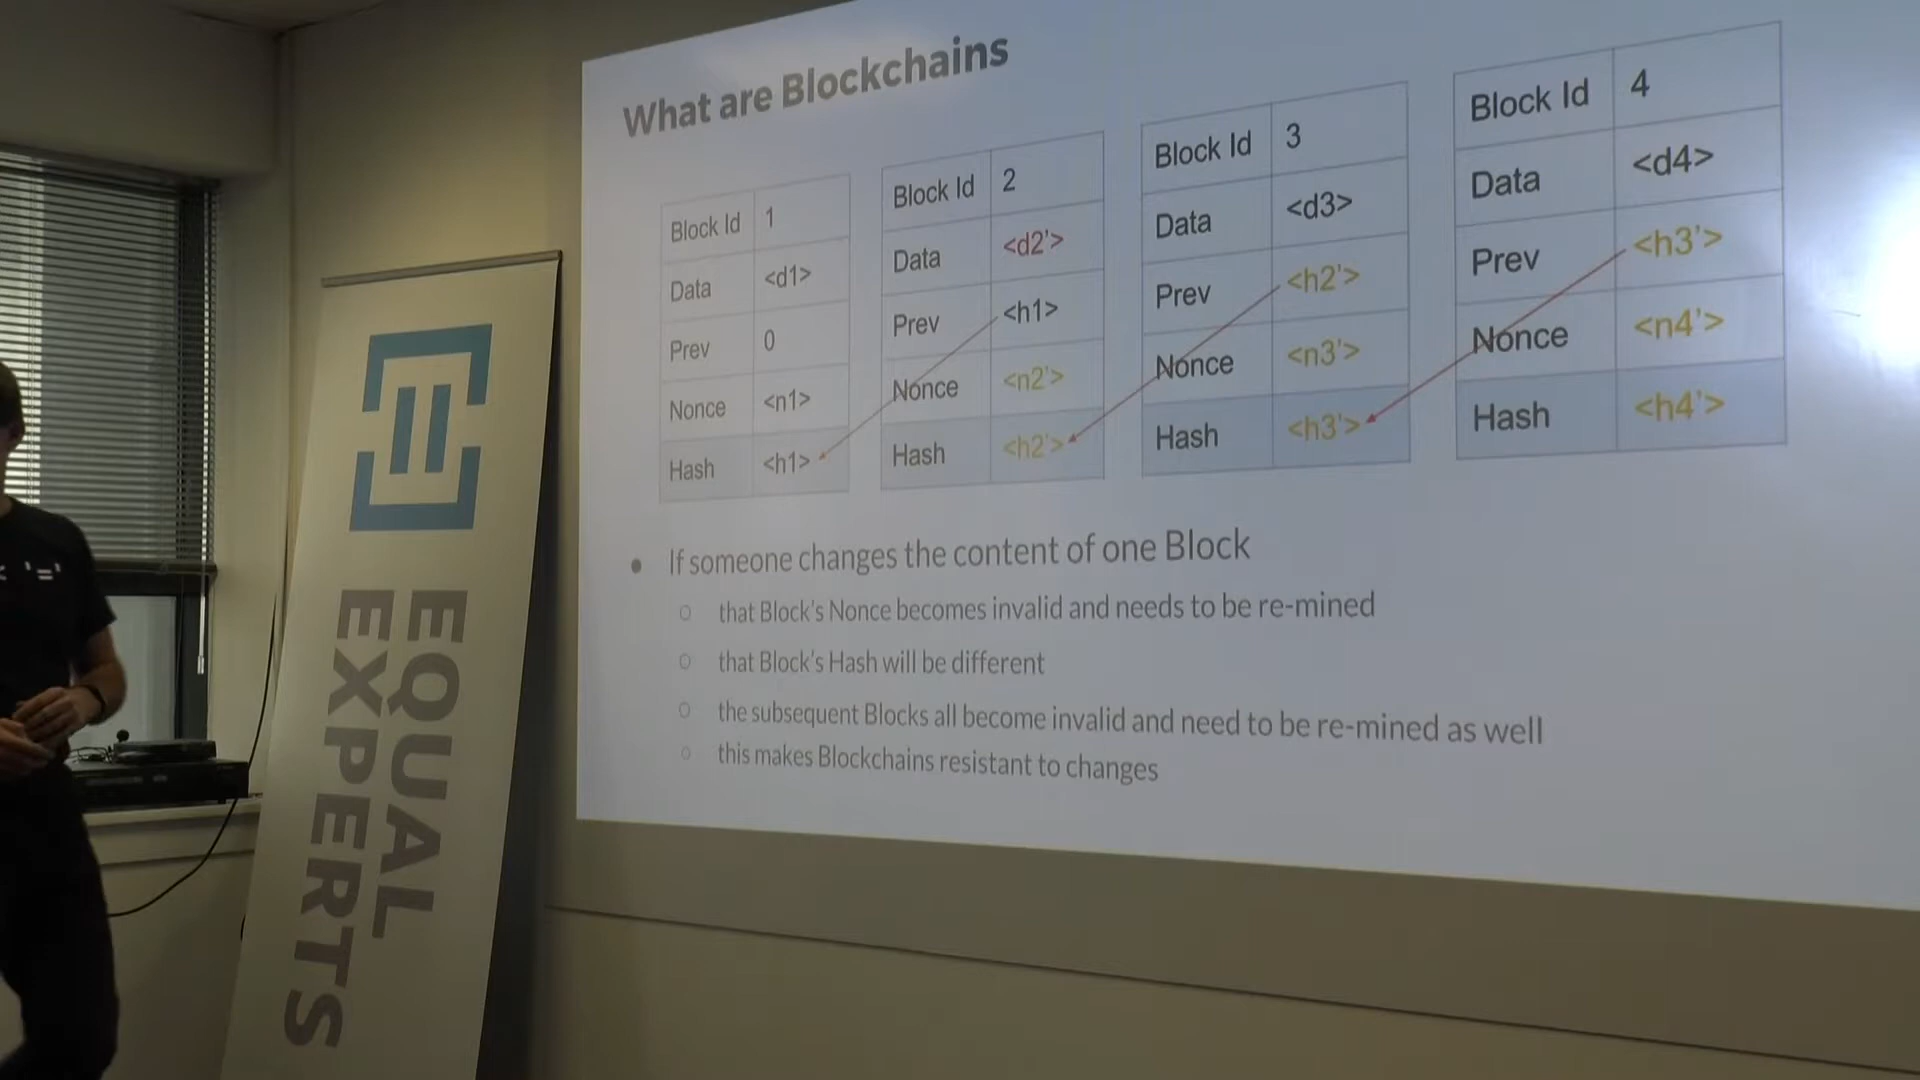 What are Blockchains
Block Id 1
Data <d1>
Prev 0
Nonce <n1>
Hash <h1>
Block Id 2
Data <d2'>
Prev <h1>
Nonce <n2'>
Hash <h2'>
Block Id 3
Data <d3>
Prev <h2'>
Nonce <n3'>
Hash <h3'>
Block Id 4
Data <d4>
Prev <h3'>
Nonce <n4'>
Hash <h4'>
If someone changes the content of one Block
that Block's Nonce becomes invalid and needs to be re-mined
that Block's Hash will be different
the subsequent Blocks all become invalid and need to be re-mined as well
this makes Blockchains resistant to changes
EQUAL
EXPERTS